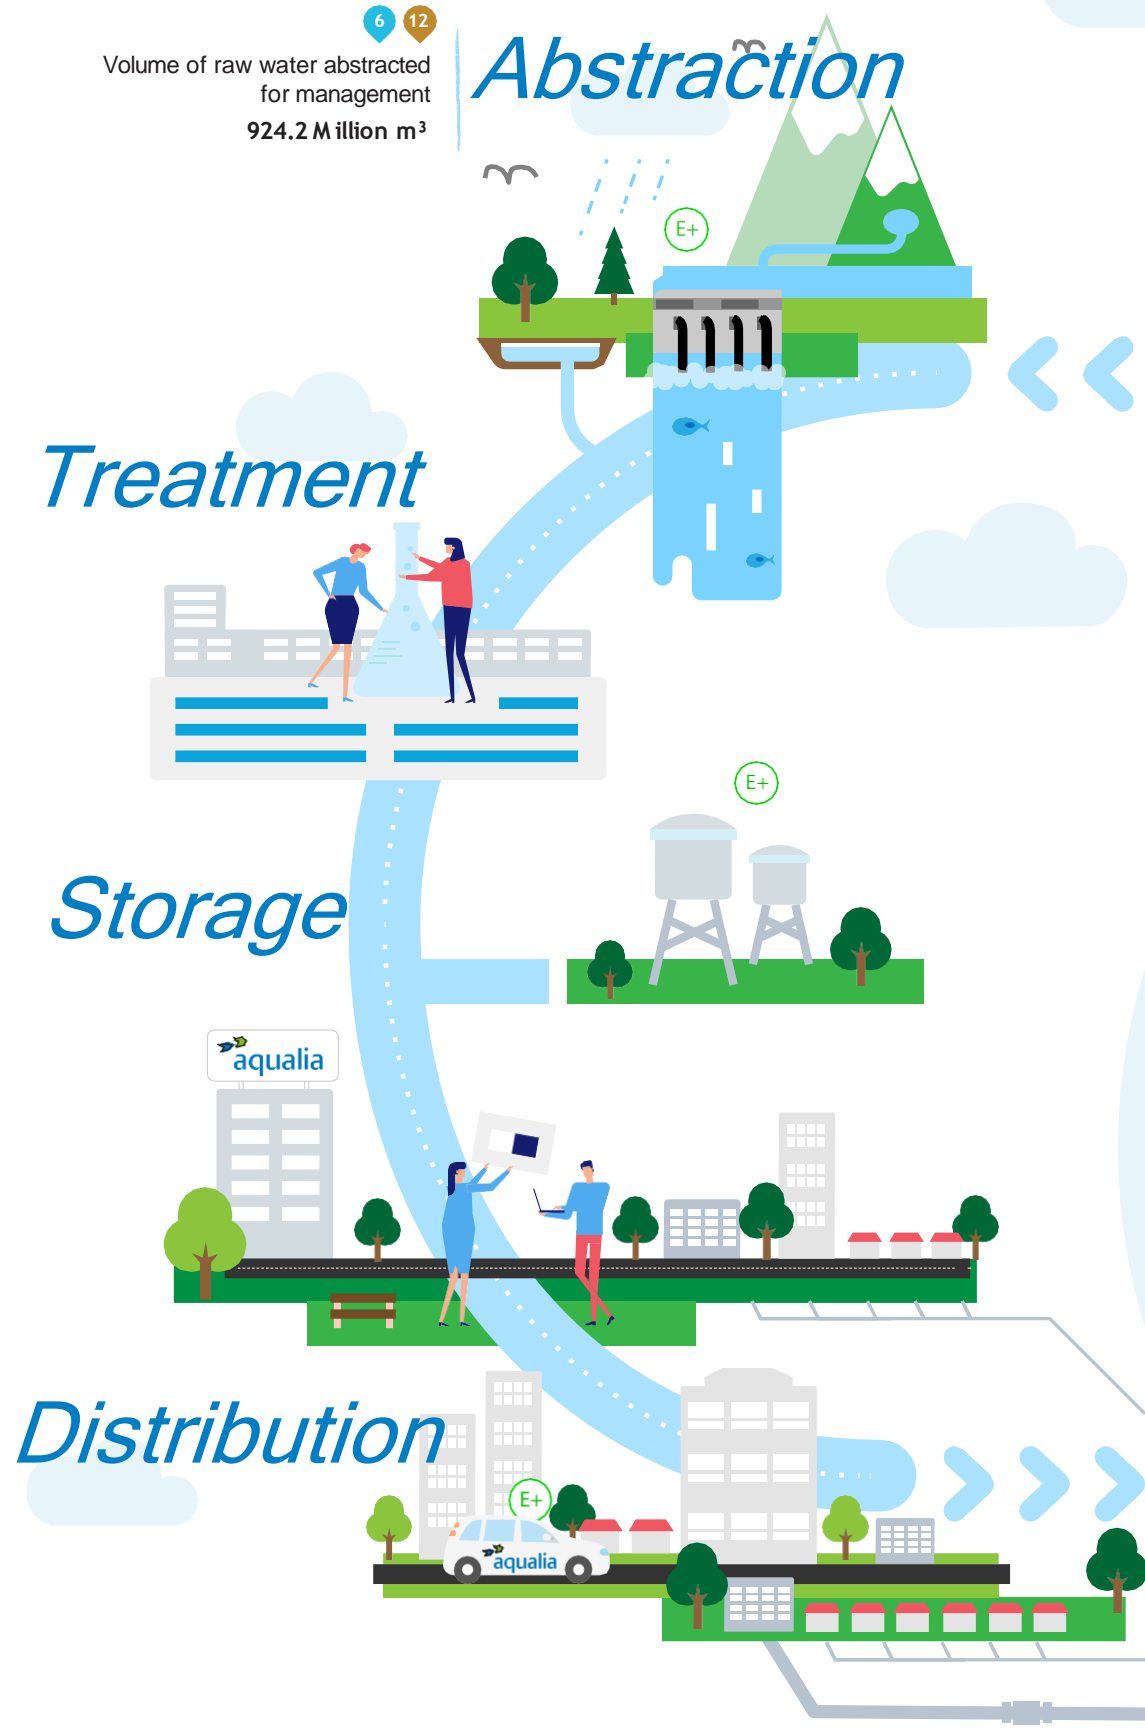 6 12
Volume of raw water abstracted
for management
924.2 Million m³
Abstraction
E+
Treatment
E+
Storage
aqualia
Distribution
E+
aqualia